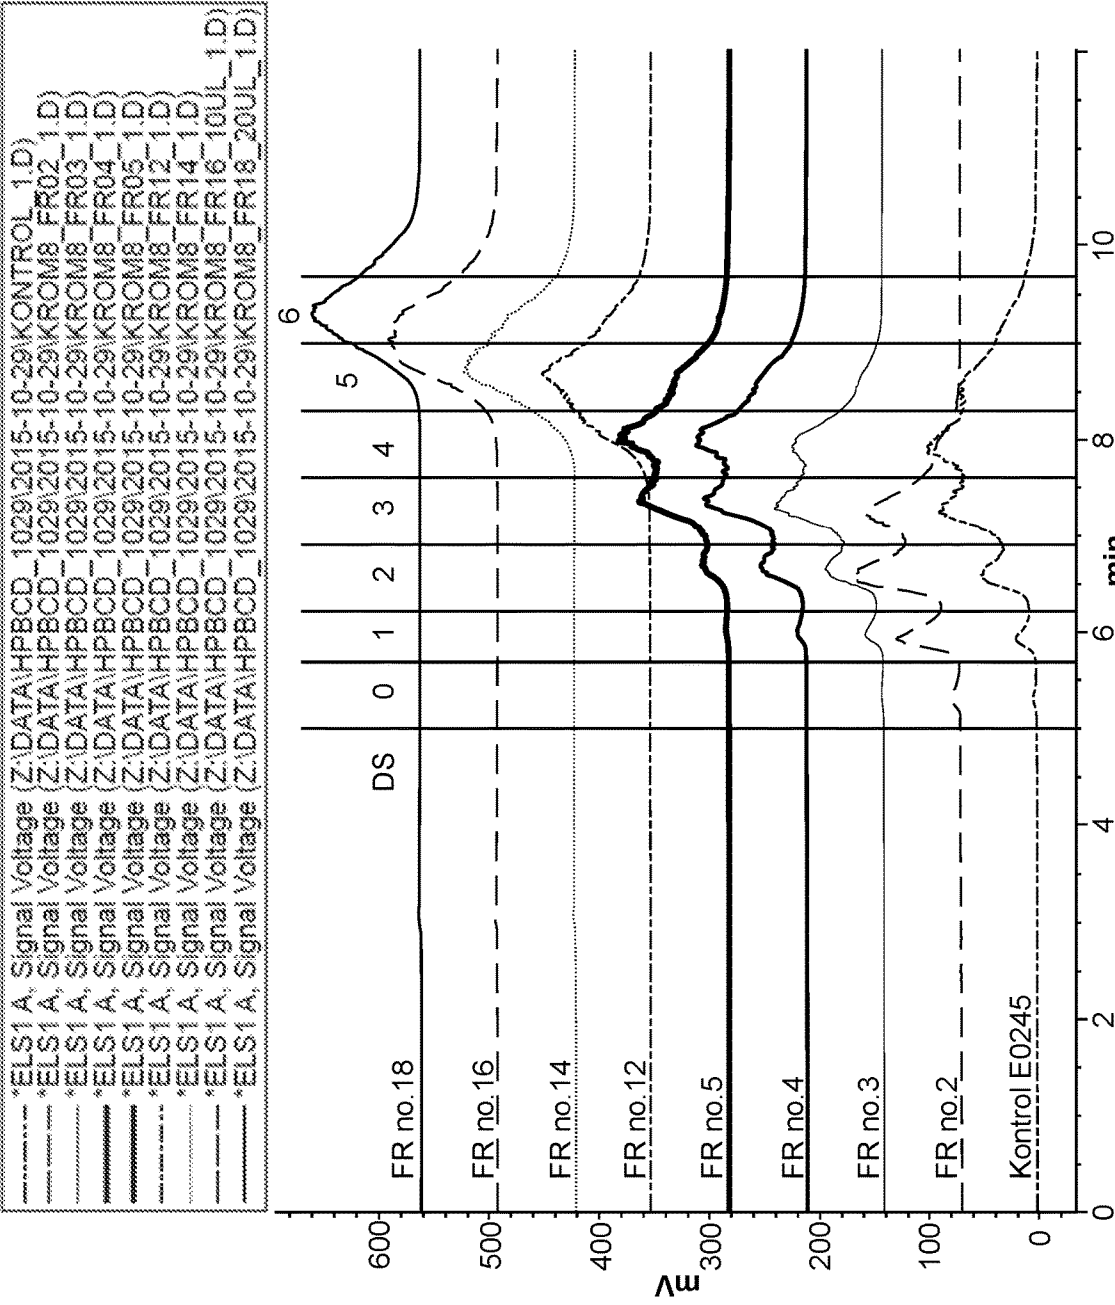 *ELS1 A, Signal Voltage (Z:\DATA\HPBCD_1029\2015-10-29\KONTROL_1.D)
*ELS1 A, Signal Voltage (Z:\DATA\HPBCD_1029\2015-10-29\KROM8_FR02_1.D)
*ELS1 A, Signal Voltage (Z:\DATA\HPBCD_1029\2015-10-29\KROM8_FR03_1.D)
*ELS1 A, Signal Voltage (Z:\DATA\HPBCD_1029\2015-10-29\KROM8_FR04_1.D)
*ELS1 A, Signal Voltage (Z:\DATA\HPBCD_1029\2015-10-29\KROM8_FR05_1.D)
*ELS1 A, Signal Voltage (Z:\DATA\HPBCD_1029\2015-10-29\KROM8_FR12_1.D)
*ELS1 A, Signal Voltage (Z:\DATA\HPBCD_1029\2015-10-29\KROM8_FR14_1.D)
*ELS1 A, Signal Voltage (Z:\DATA\HPBCD_1029\2015-10-29\KROM8_FR16_10UL_1.D)
*ELS1 A, Signal Voltage (Z:\DATA\HPBCD_1029\2015-10-29\KROM8_FR18_20UL_1.D)
6
5
DS 0 1 2 3 4
FR no.18
FR no.16
FR no.14
FR no.12
FR no.5
FR no.4
FR no.3
FR no.2
Kontrol E0245
mV
600
500
400
300
200
100
0
0 2 4 6 8 10
min